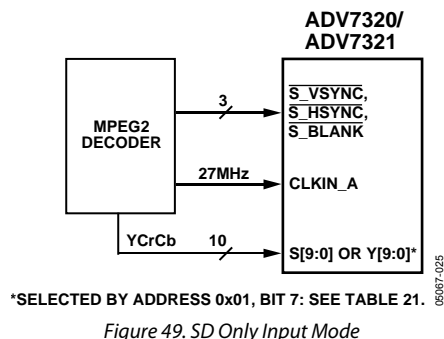 ADV7320/
ADV7321
MPEG2
DECODER
3
S_VSYNC,
S_HSYNC,
S_BLANK
27MHz
CLKIN_A
YCrCb
10
S[9:0] OR Y[9:0]*
*SELECTED BY ADDRESS 0x01, BIT 7: SEE TABLE 21.
05067-025
Figure 49. SD Only Input Mode